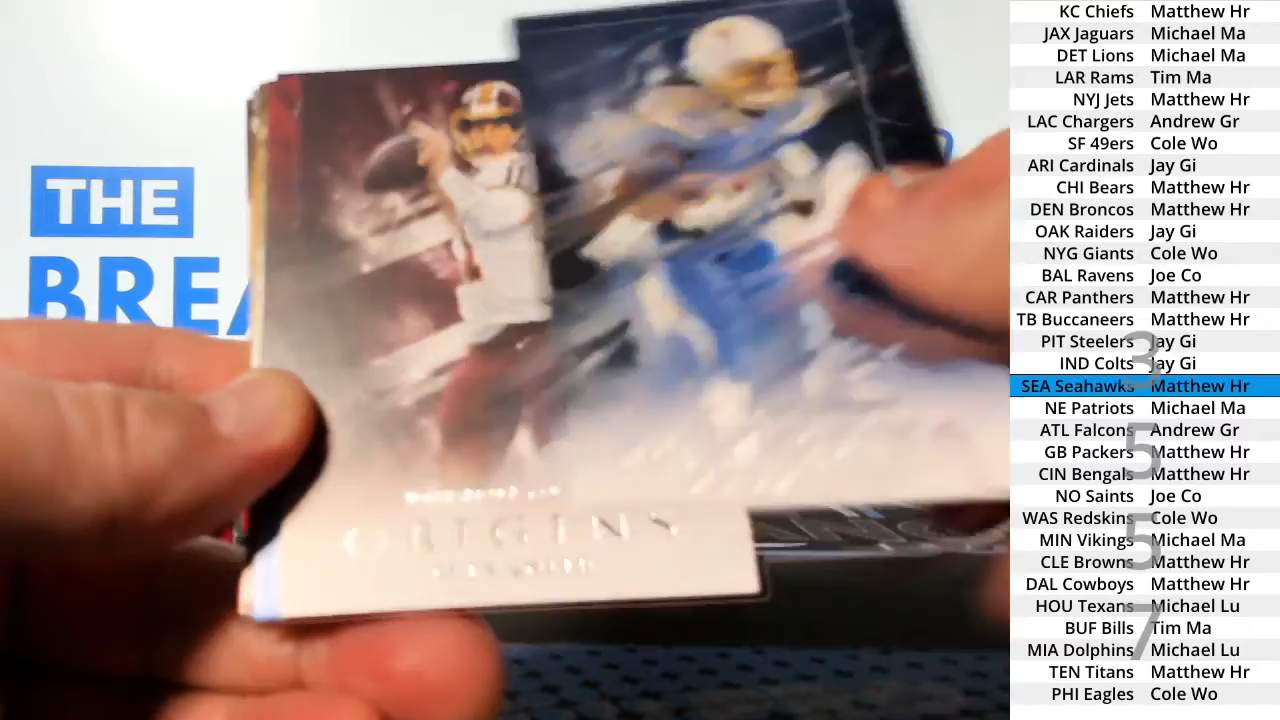 THE
BREA
ORIGINS
KC Chiefs Matthew Hr
JAX Jaguars Michael Ma
DET Lions Michael Ma
LAR Rams Tim Ma
NYJ Jets Matthew Hr
LAC Chargers Andrew Gr
SF 49ers Cole Wo
ARI Cardinals Jay Gi
CHI Bears Matthew Hr
DEN Broncos Matthew Hr
OAK Raiders Jay Gi
NYG Giants Cole Wo
BAL Ravens Joe Co
CAR Panthers Matthew Hr
TB Buccaneers Matthew Hr
PIT Steelers Jay Gi
IND Colts Jay Gi
SEA Seahawks Matthew Hr
NE Patriots Michael Ma
ATL Falcons Andrew Gr
GB Packers Matthew Hr
CIN Bengals Matthew Hr
NO Saints Joe Co
WAS Redskins Cole Wo
MIN Vikings Michael Ma
CLE Browns Matthew Hr
DAL Cowboys Matthew Hr
HOU Texans Michael Lu
BUF Bills Tim Ma
MIA Dolphins Michael Lu
TEN Titans Matthew Hr
PHI Eagles Cole Wo
3
5
5
7